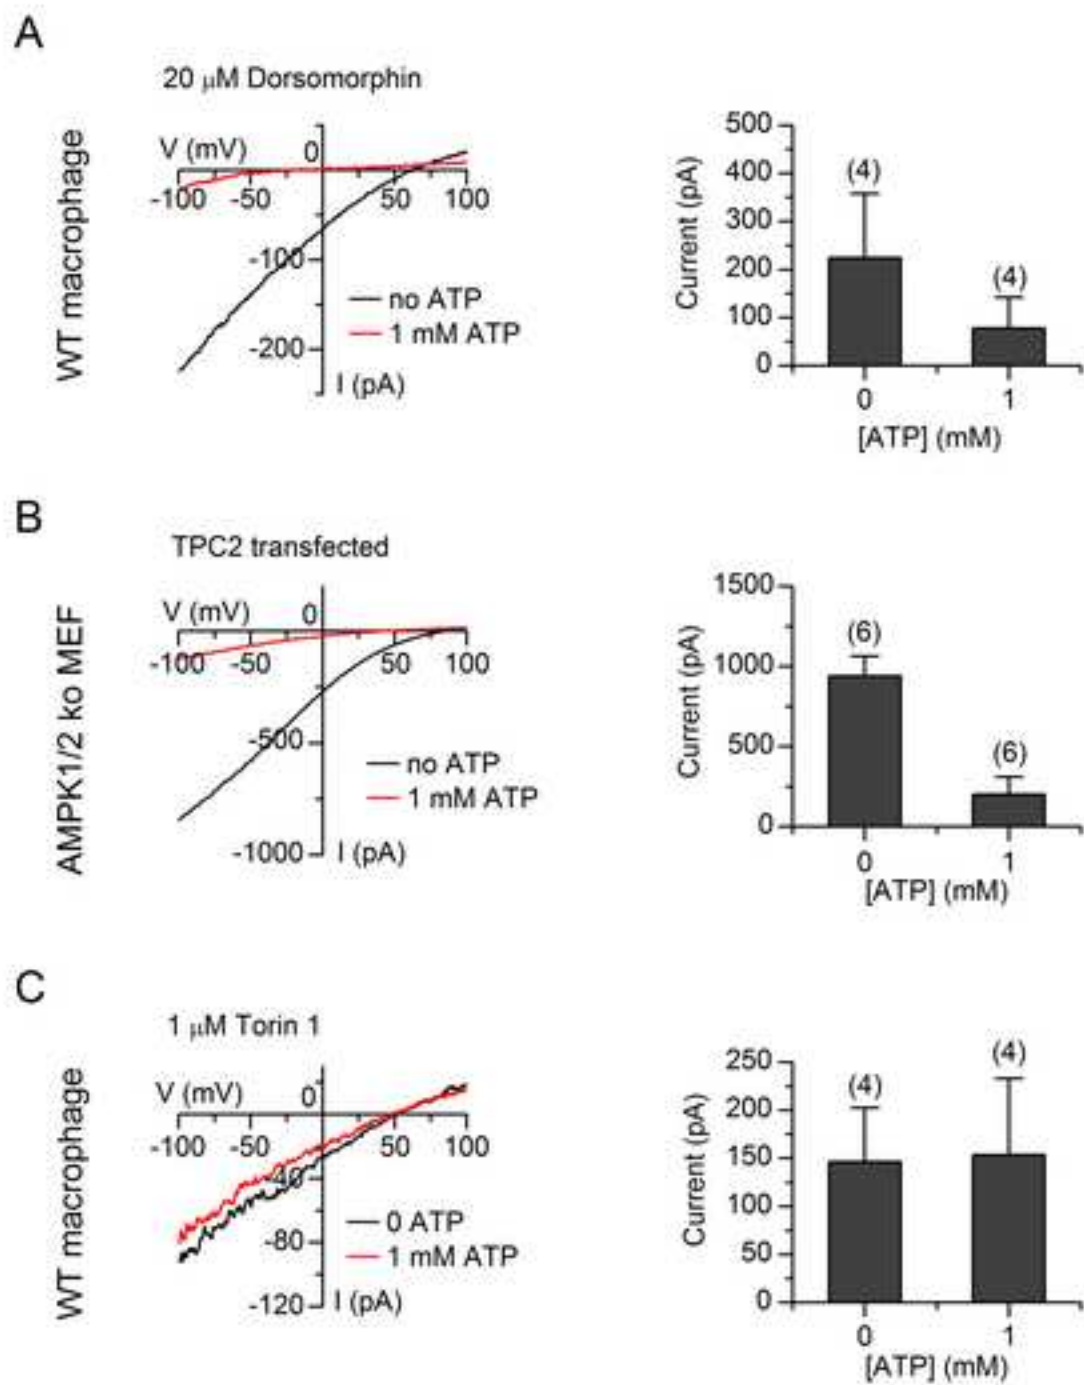 A
20 μM Dorsomorphin
WT macrophage
V (mV)
0
-100 -50 50 100
-100
-200
no ATP
1 mM ATP
I (pA)
Current (pA)
500
400
300
200
100
0
(4)
(4)
0 1
[ATP] (mM)
B
TPC2 transfected
AMPK1/2 ko MEF
V (mV)
0
-100 -50 50 100
-500
-1000
no ATP
1 mM ATP
I (pA)
Current (pA)
1500
1000
500
0
(6)
(6)
0 1
[ATP] (mM)
C
1 μM Torin 1
WT macrophage
V (mV)
0
-100 -50 50 100
-40
-80
-120
0 ATP
1 mM ATP
I (pA)
Current (pA)
250
200
150
100
50
0
(4)
(4)
0 1
[ATP] (mM)